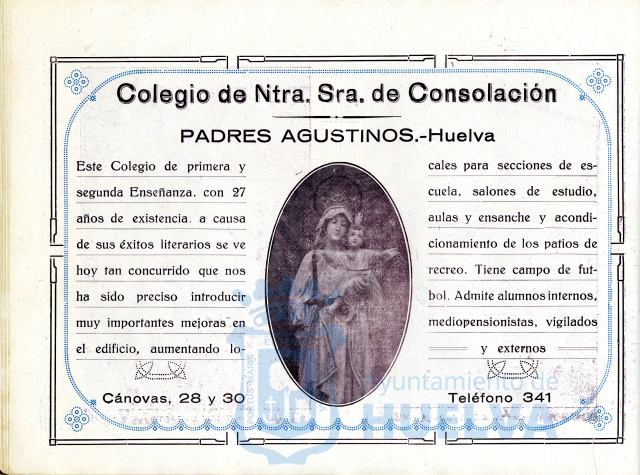 Colegio de Ntra. Sra. de Consolación
PADRES AGUSTINOS.-Huelva
Este Colegio de primera y
segunda Enseñanza, con 27
años de existencia, a causa
de sus éxitos literarios se ve
hoy tan concurrido que nos
ha sido preciso introducir
muy importantes mejoras en
el edificio, aumentando lo-
cales para secciones de es-
cuela, salones de estudio,
aulas y ensanche y acondi-
cionamiento de los patios de
recreo. Tiene campo de fut-
bol. Admite alumnos internos,
mediopensionistas, vigilados
y externos
Cánovas, 28 y 30
Teléfono 341
Ayuntamiento de
HUELVA